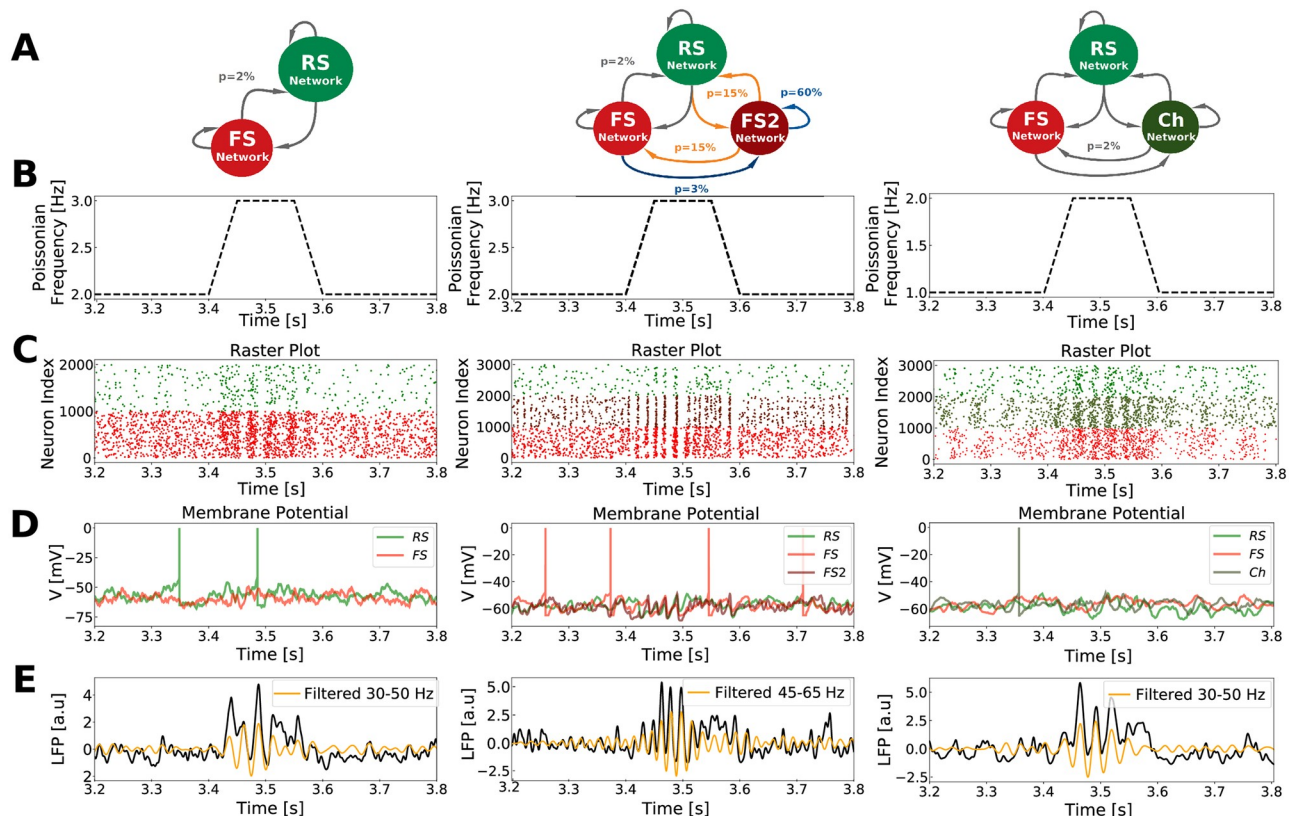 A
RS
Network
p=2%
FS
Network
RS
Network
p=2%
p=15%
p=60%
FS
Network
FS2
Network
p=15%
p=3%
RS
Network
FS
Network
Ch
Network
p=2%
B
Poissonian
Frequency [Hz]
3.0
2.5
2.0
3.2 3.3 3.4 3.5 3.6 3.7 3.8
Time [s]
Poissonian
Frequency [Hz]
3.0
2.5
2.0
3.2 3.3 3.4 3.5 3.6 3.7 3.8
Time [s]
Poissonian
Frequency [Hz]
2.0
1.5
1.0
3.2 3.3 3.4 3.5 3.6 3.7 3.8
Time [s]
C
Raster Plot
Neuron Index
2000
1000
0
3.2 3.3 3.4 3.5 3.6 3.7 3.8
Time [s]
Raster Plot
Neuron Index
3000
2000
1000
0
3.2 3.3 3.4 3.5 3.6 3.7 3.8
Time [s]
Raster Plot
Neuron Index
3000
2000
1000
0
3.2 3.3 3.4 3.5 3.6 3.7 3.8
Time [s]
D
Membrane Potential
V [mV]
0
−25
−50
−75
RS
FS
3.2 3.3 3.4 3.5 3.6 3.7 3.8
Time [s]
Membrane Potential
V [mV]
0
−20
−40
−60
RS
FS
FS2
3.2 3.3 3.4 3.5 3.6 3.7 3.8
Time [s]
Membrane Potential
V [mV]
0
−20
−40
−60
RS
FS
Ch
3.2 3.3 3.4 3.5 3.6 3.7 3.8
Time [s]
E
LFP [a.u]
4
2
0
2
Filtered 30-50 Hz
3.2 3.3 3.4 3.5 3.6 3.7 3.8
Time [s]
LFP [a.u]
5.0
2.5
0.0
−2.5
Filtered 45-65 Hz
3.2 3.3 3.4 3.5 3.6 3.7 3.8
Time [s]
LFP [a.u]
5.0
2.5
0.0
−2.5
Filtered 30-50 Hz
3.2 3.3 3.4 3.5 3.6 3.7 3.8
Time [s]